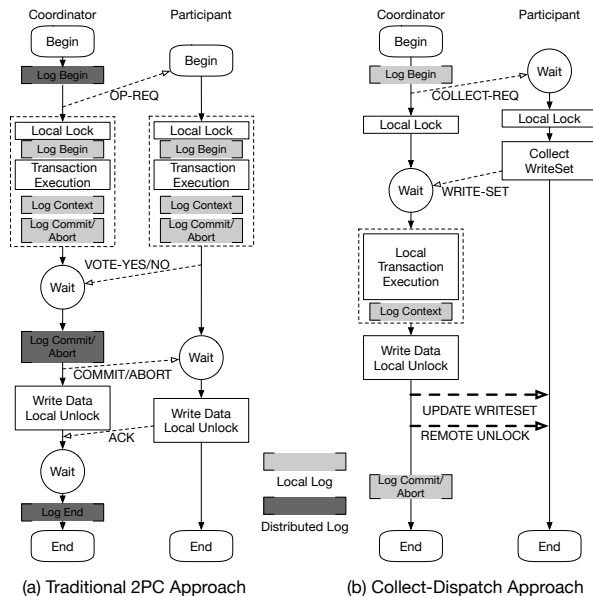 Coordinator
Participant
Begin
Begin
Log Begin
OP-REQ
Local Lock
Log Begin
Transaction
Execution
Log Context
Log Commit/
Abort
Local Lock
Log Begin
Transaction
Execution
Log Context
Log Commit/
Abort
VOTE-YES/NO
Wait
Log Commit/
Abort
Wait
COMMIT/ABORT
Write Data
Local Unlock
Write Data
Local Unlock
ACK
Wait
Log End
End
End
(a) Traditional 2PC Approach
Local Log
Distributed Log
Coordinator
Participant
Begin
Log Begin
Wait
COLLECT-REQ
Local Lock
Local Lock
Collect
WriteSet
Wait
WRITE-SET
Local
Transaction
Execution
Log Context
Write Data
Local Unlock
UPDATE WRITESET
REMOTE UNLOCK
Log Commit/
Abort
End
End
(b) Collect-Dispatch Approach